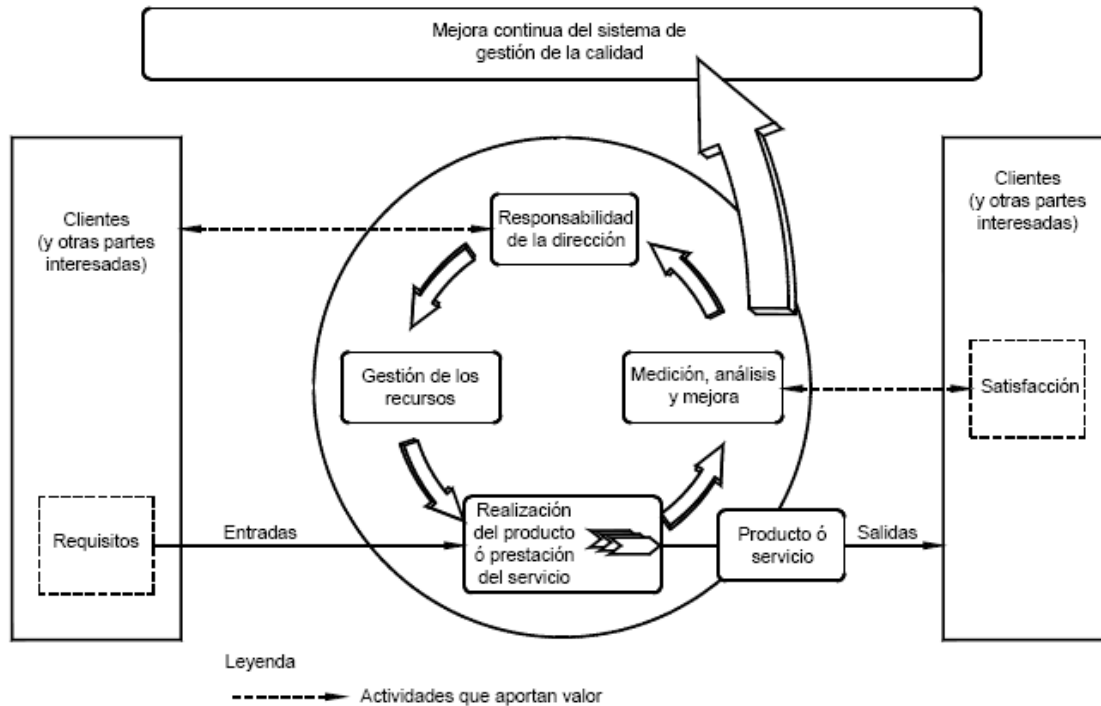 Mejora continua del sistema de
gestión de la calidad
Clientes
(y otras partes
interesadas)
Responsabilidad
de la dirección
Clientes
(y otras partes
interesadas)
Gestión de los
recursos
Medición, análisis
y mejora
Satisfacción
Requisitos
Entradas
Realización
del producto
ó prestación
del servicio
Producto ó
servicio
Salidas
Leyenda
Actividades que aportan valor